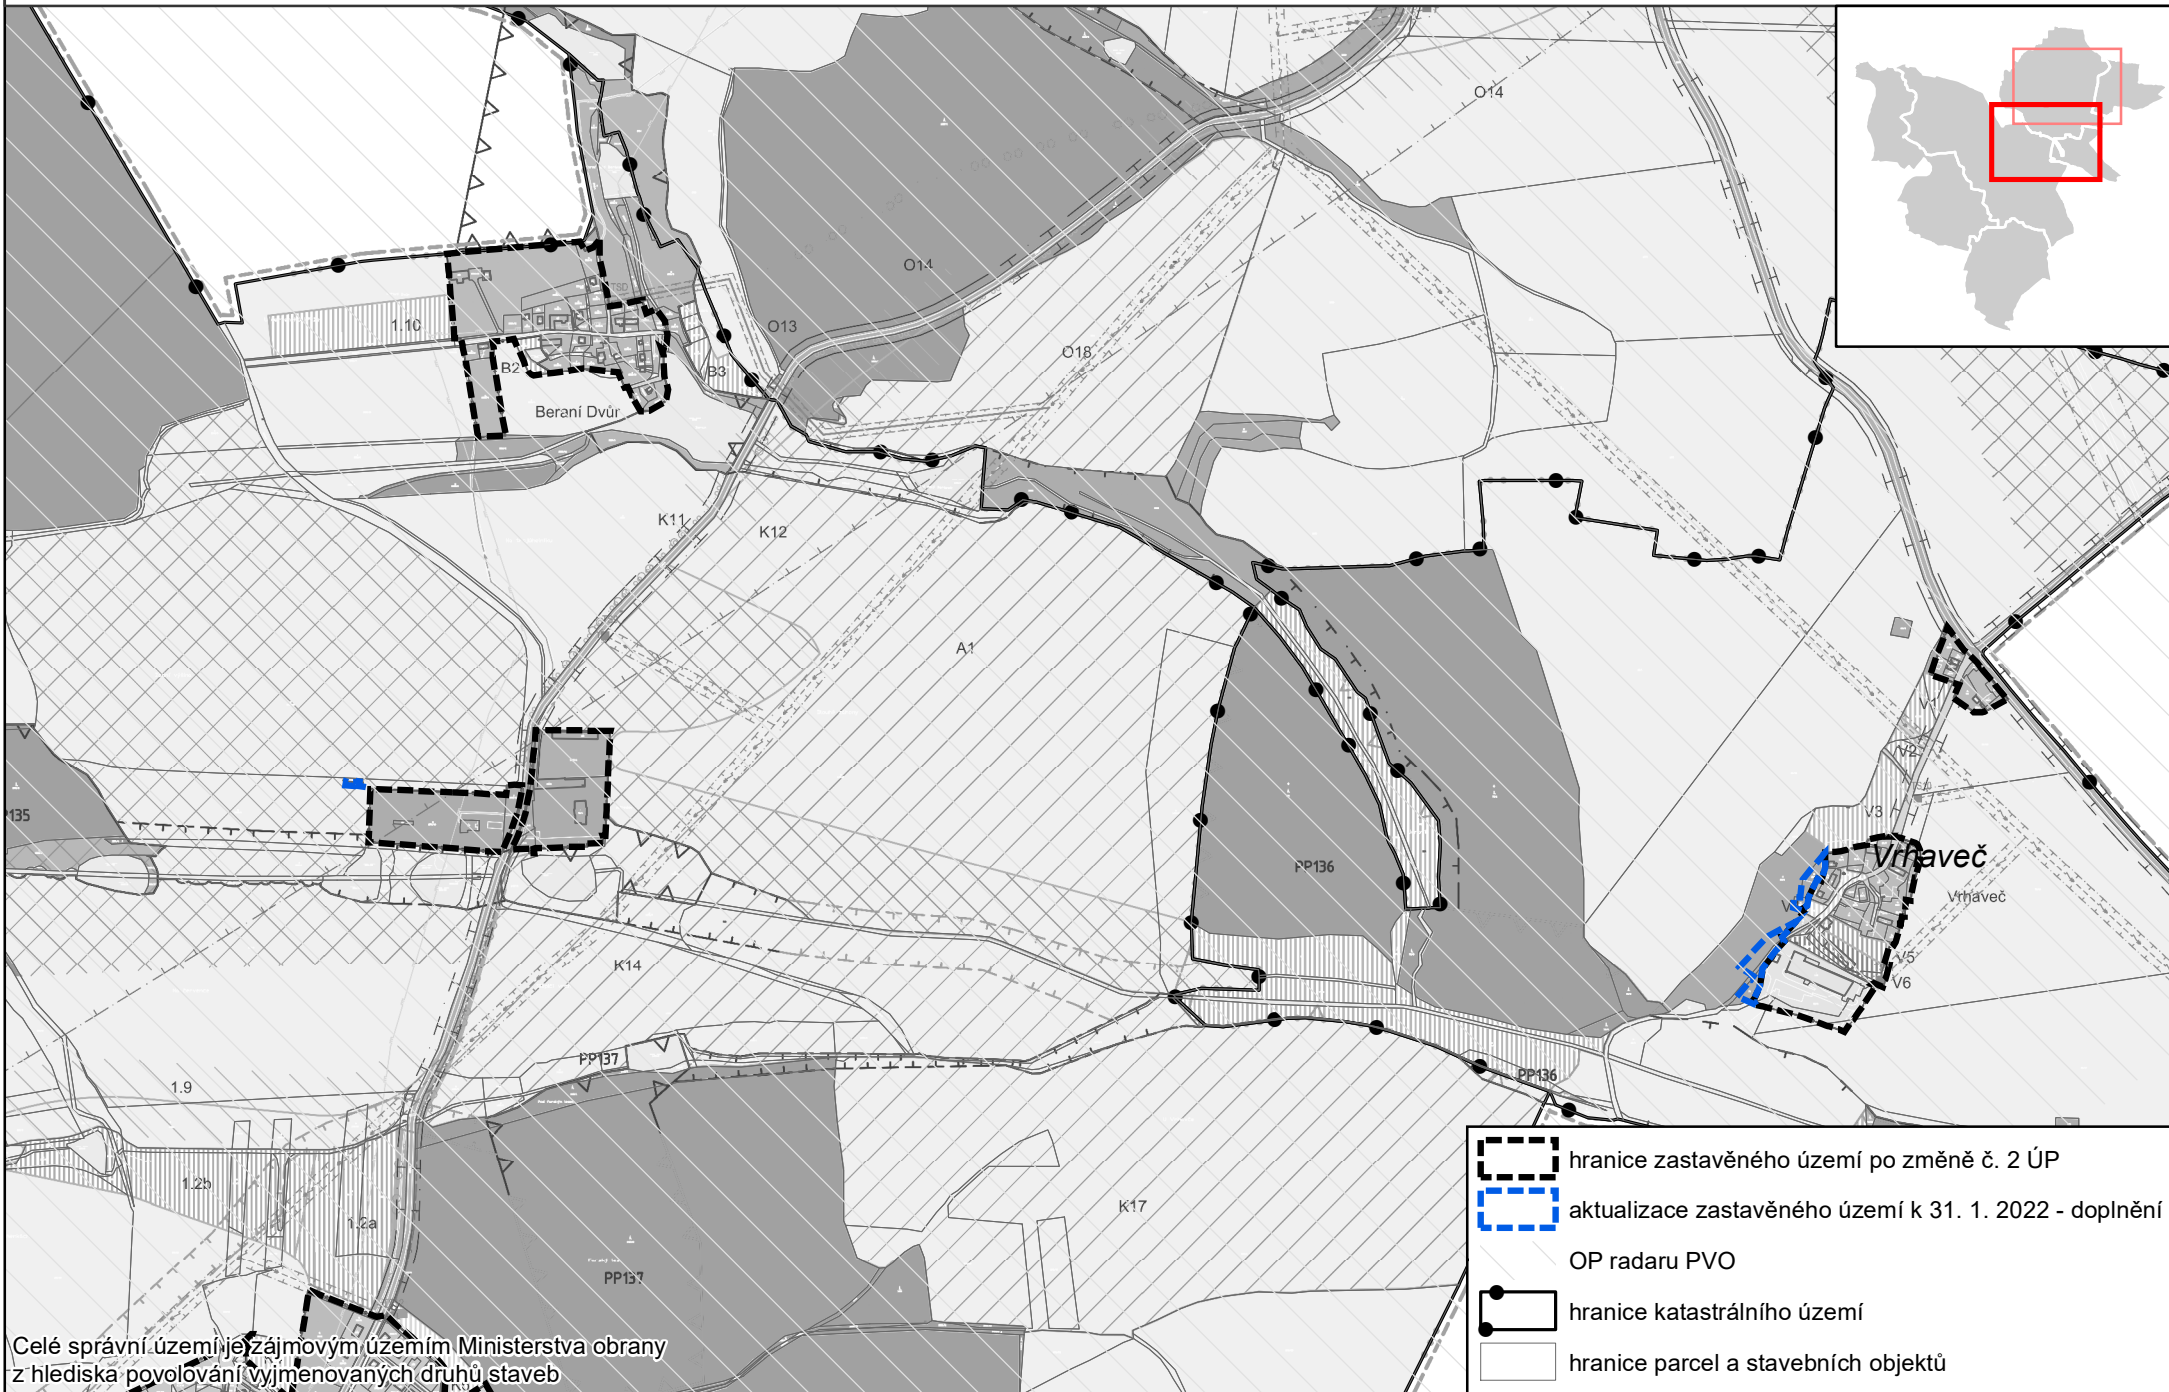 O14
O14
1.10
TSD
O13
O18
B2
B3
Beraní Dvůr
K11
K12
A1
V1
V2
V3
PP136
Vrhaveč
Vrhaveč
V5
V6
K14
PP137
PP136
1.9
1.2b
1.2a
K17
PP137
hranice zastavěného území po změně č. 2 ÚP
aktualizace zastavěného území k 31. 1. 2022 - doplnění
OP radaru PVO
hranice katastrálního území
hranice parcel a stavebních objektů
Celé správní území je zájmovým územím Ministerstva obrany
z hlediska povolování vyjmenovaných druhů staveb